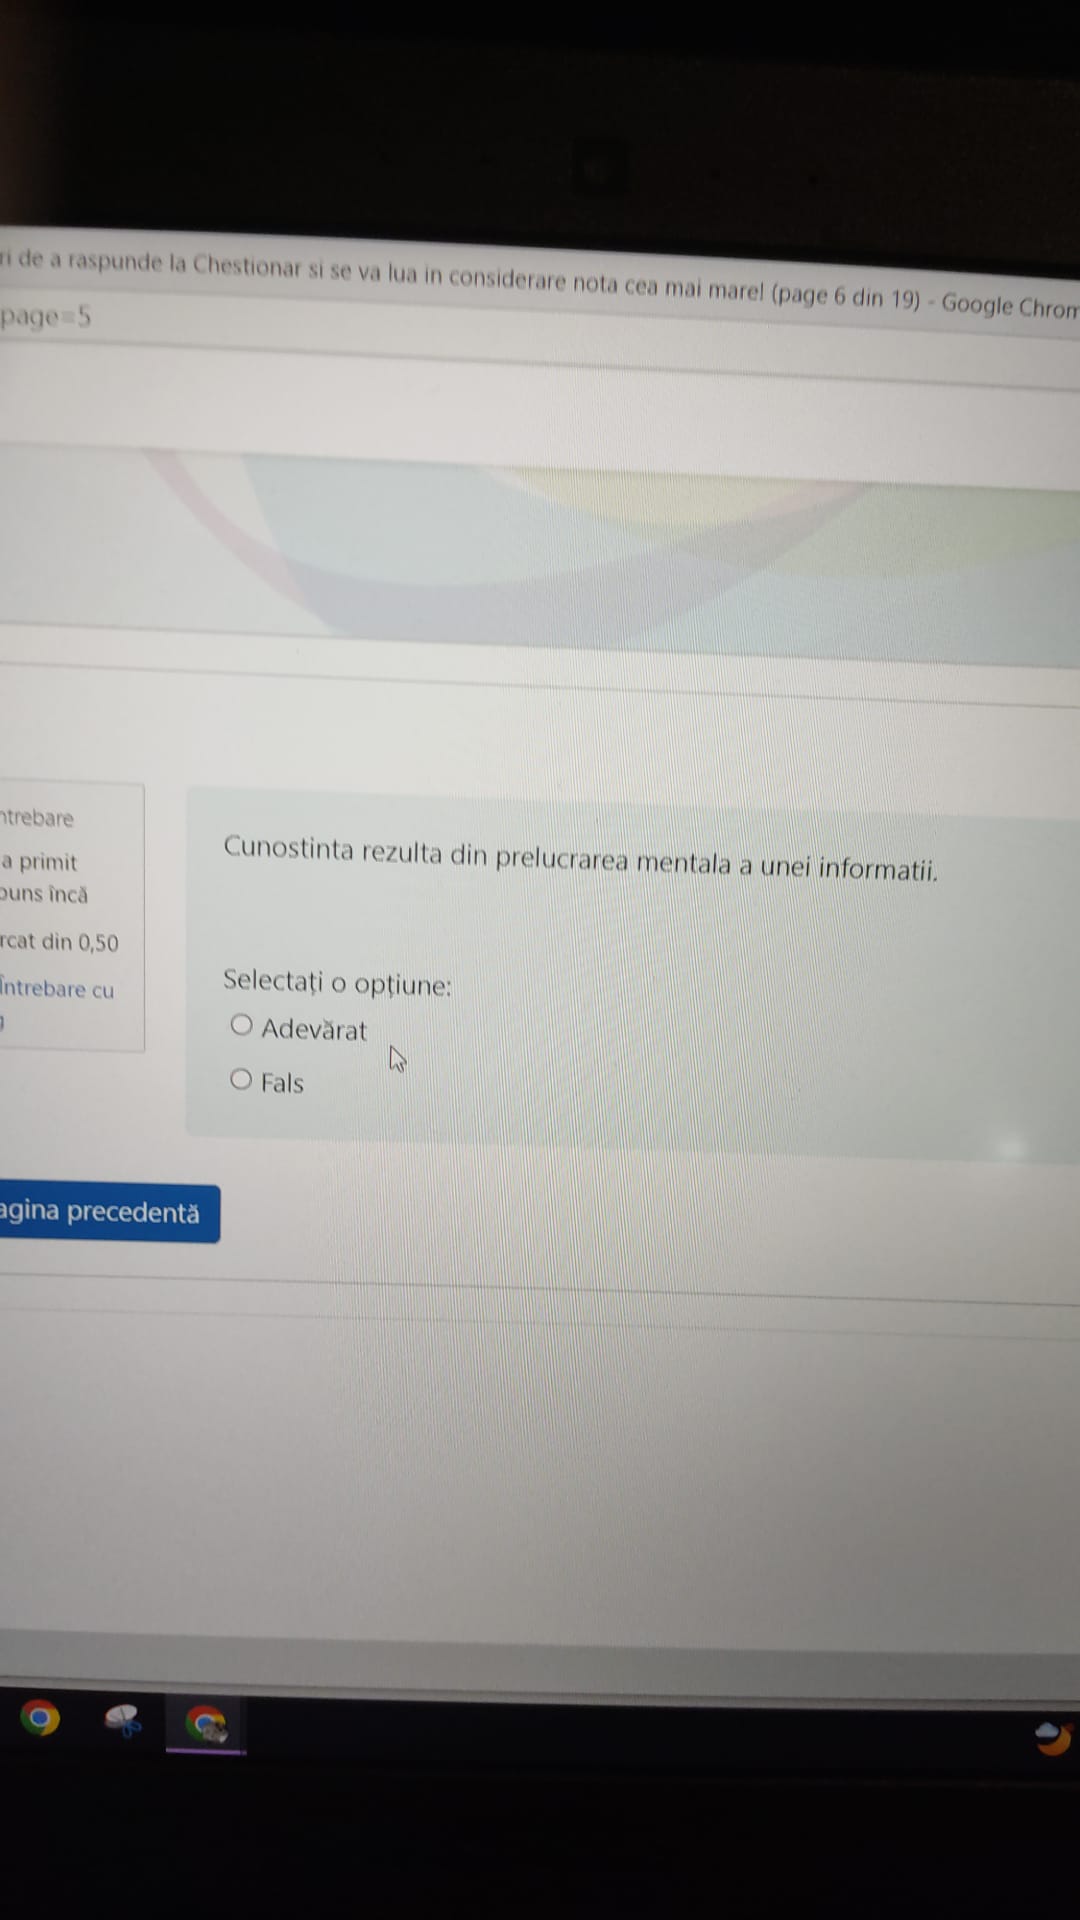 ri de a raspunde la Chestionar si se va lua in considerare nota cea mai mare! (page 6 din 19) - Google Chrom
page=5
ntrebare
a primit
puns încă
rcat din 0,50
Întrebare cu
Cunostinta rezulta din prelucrarea mentala a unei informatii.
Selectați o opțiune:
Adevărat
Fals
agina precedentă